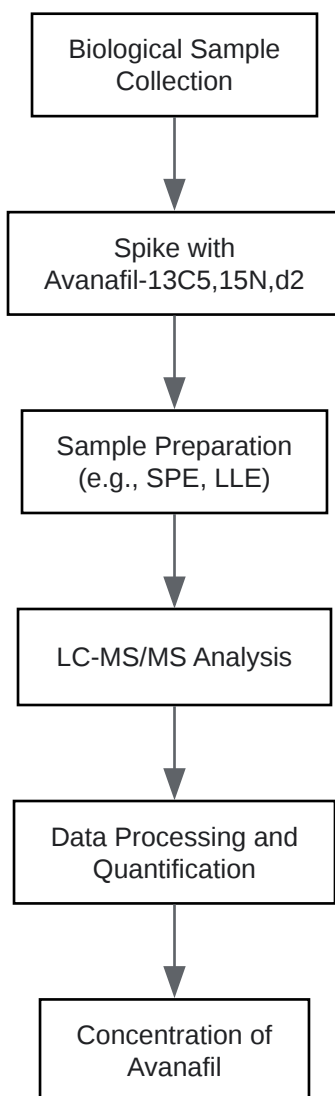 Biological Sample
Collection
Spike with
Avanafil-13C5,15N,d2
Sample Preparation
(e.g., SPE, LLE)
LC-MS/MS Analysis
Data Processing and
Quantification
Concentration of
Avanafil